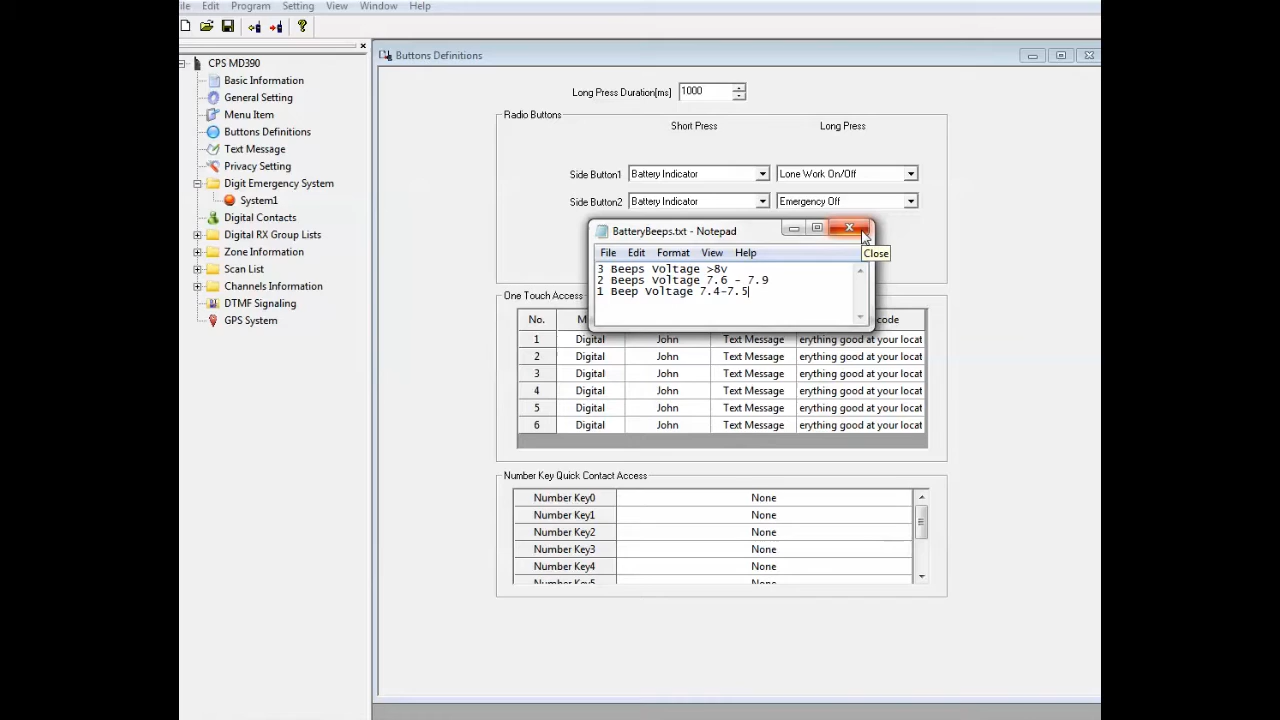 ile Edit Program Setting View Window Help
CPS MD390
Basic Information
General Setting
Menu Item
Buttons Definitions
Text Message
Privacy Setting
Digit Emergency System
System1
Digital Contacts
Digital RX Group Lists
Zone Information
Scan List
Channels Information
DTMF Signaling
GPS System
Buttons Definitions
Long Press Duration[ms] 1000
Radio Buttons
Short Press Long Press
Side Button1 Battery Indicator Lone Work On/Off
Side Button2 Battery Indicator Emergency Off
BatteryBeeps.txt - Notepad
Close
File Edit Format View Help
3 Beeps Voltage >8v
2 Beeps Voltage 7.6 - 7.9
1 Beep Voltage 7.4-7.5
One Touch Access
No. M code
1 Digital John Text Message erything good at your locat
2 Digital John Text Message erything good at your locat
3 Digital John Text Message erything good at your locat
4 Digital John Text Message erything good at your locat
5 Digital John Text Message erything good at your locat
6 Digital John Text Message erything good at your locat
Number Key Quick Contact Access
Number Key0 None
Number Key1 None
Number Key2 None
Number Key3 None
Number Key4 None
Number Key5 None